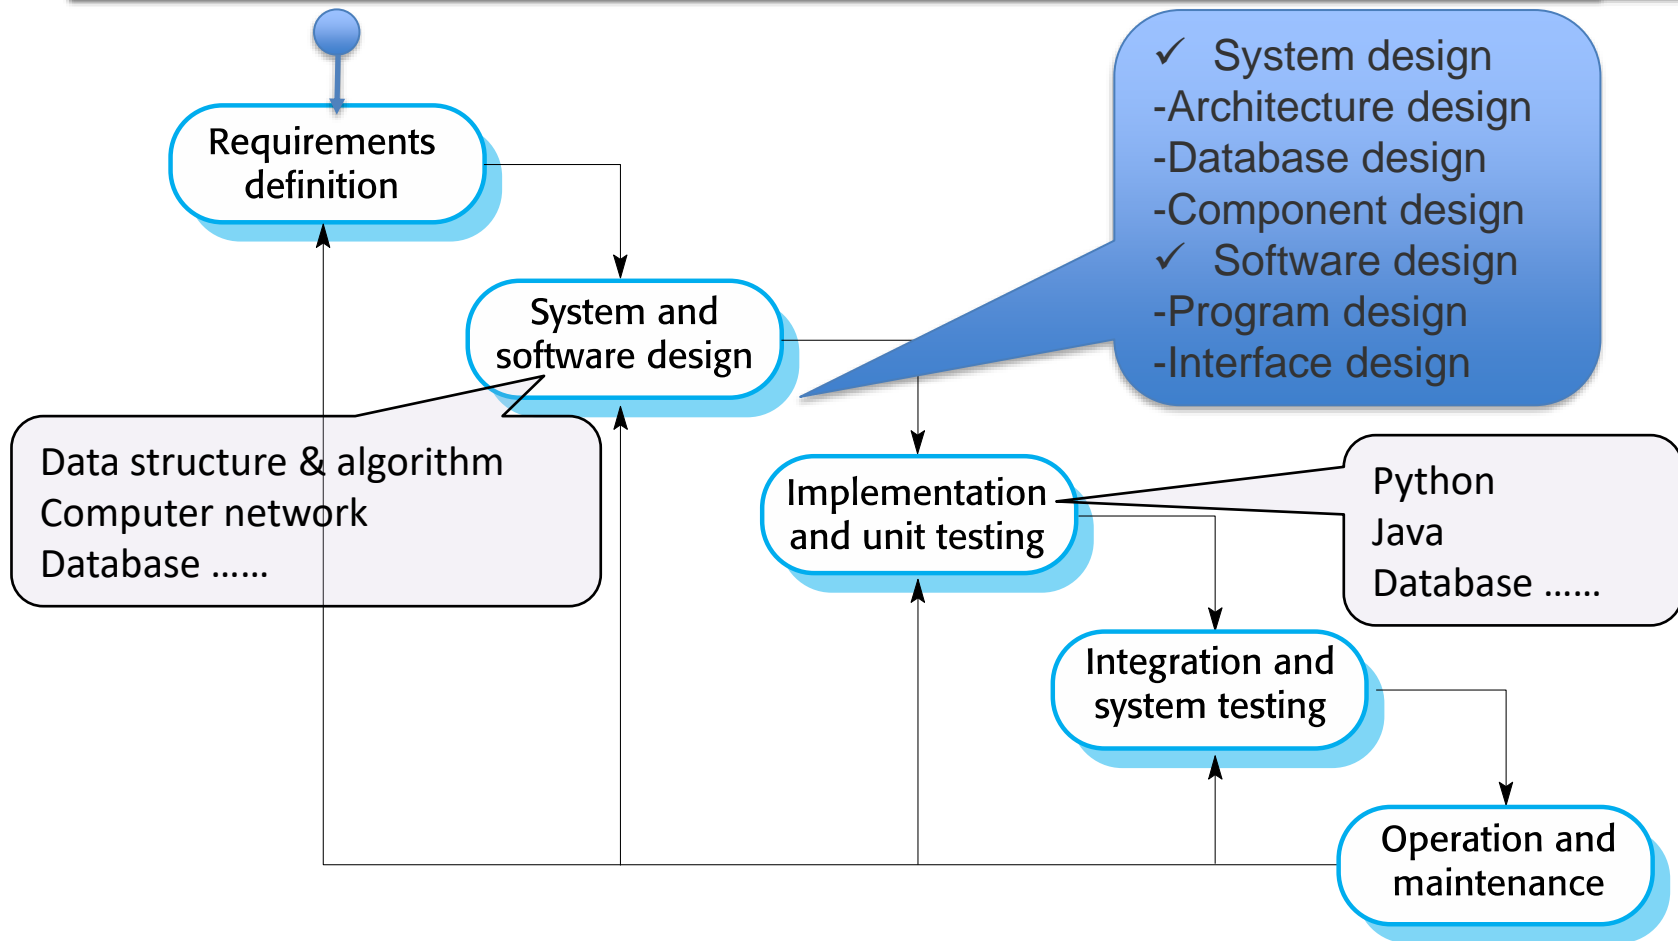 Requirements
definition
✓ System design
-Architecture design
-Database design
-Component design
✓ Software design
-Program design
-Interface design
System and
software design
Data structure & algorithm
Computer network
Database ......
Implementation
and unit testing
Python
Java
Database ......
Integration and
system testing
Operation and
maintenance